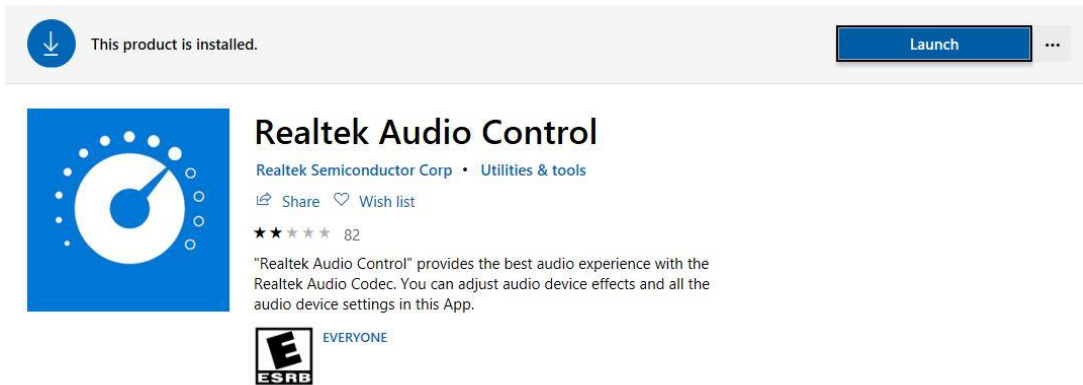 This product is installed.
Launch
...
Realtek Audio Control
Realtek Semiconductor Corp • Utilities & tools
Share Wish list
82
"Realtek Audio Control" provides the best audio experience with the
Realtek Audio Codec. You can adjust audio device effects and all the
audio device settings in this App.
E
EVERYONE
ESRB